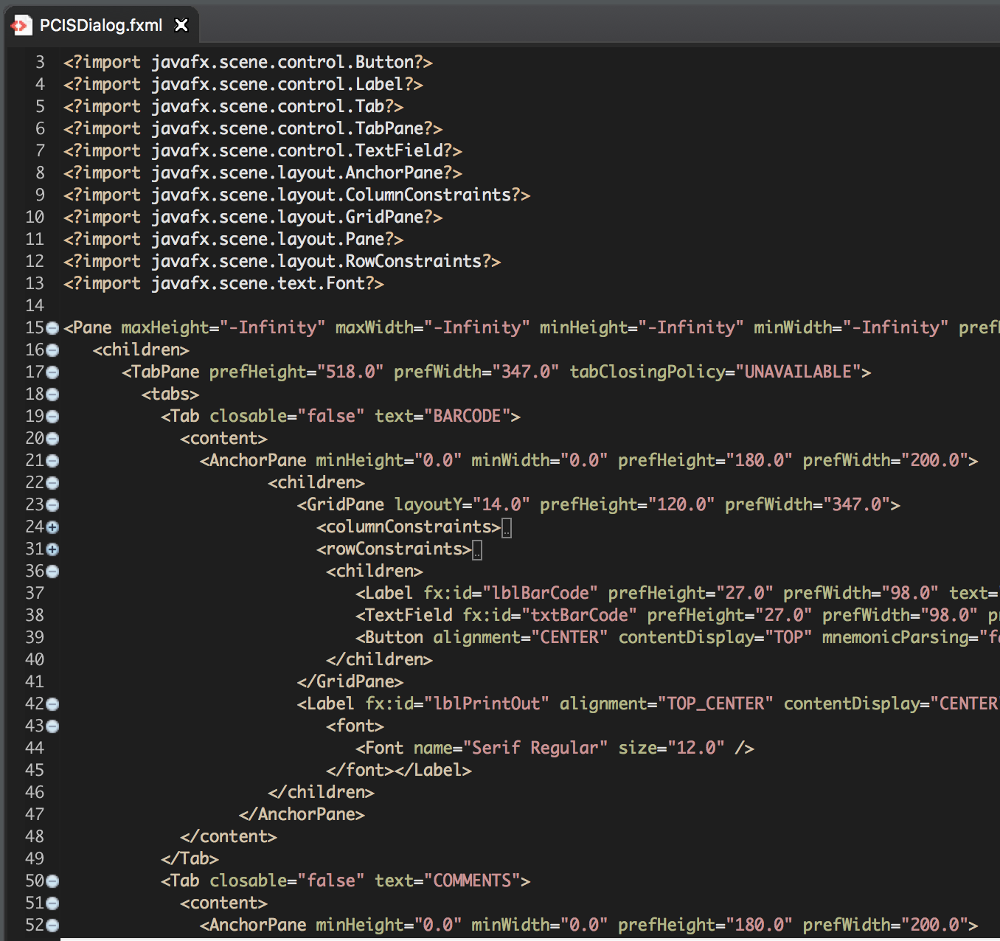 PCISDialog.fxml
3 <?import javafx.scene.control.Button?>
4 <?import javafx.scene.control.Label?>
5 <?import javafx.scene.control.Tab?>
6 <?import javafx.scene.control.TabPane?>
7 <?import javafx.scene.control.TextField?>
8 <?import javafx.scene.layout.AnchorPane?>
9 <?import javafx.scene.layout.ColumnConstraints?>
10 <?import javafx.scene.layout.GridPane?>
11 <?import javafx.scene.layout.Pane?>
12 <?import javafx.scene.layout.RowConstraints?>
13 <?import javafx.scene.text.Font?>
14
15 <Pane maxHeight="-Infinity" maxWidth="-Infinity" minHeight="-Infinity" minWidth="-Infinity"
16 <children>
17 <TabPane prefHeight="518.0" prefWidth="347.0" tabClosingPolicy="UNAVAILABLE">
18 <tabs>
19 <Tab closable="false" text="BARCODE">
20 <content>
21 <AnchorPane minHeight="0.0" minWidth="0.0" prefHeight="180.0" prefWidth="200.0">
22 <children>
23 <GridPane layoutY="14.0" prefHeight="120.0" prefWidth="347.0">
24 <columnConstraints>
31 <rowConstraints>
36 <children>
37 <Label fx:id="lblBarCode" prefHeight="27.0" prefWidth="98.0" text=
38 <TextField fx:id="txtBarCode" prefHeight="27.0" prefWidth="98.0"
39 <Button alignment="CENTER" contentDisplay="TOP" mnemonicParsing=
40 </children>
41 </GridPane>
42 <Label fx:id="lblPrintOut" alignment="TOP_CENTER" contentDisplay="CENTER
43 <font>
44 <Font name="Serif Regular" size="12.0" />
45 </font></Label>
46 </children>
47 </AnchorPane>
48 </content>
49 </Tab>
50 <Tab closable="false" text="COMMENTS">
51 <content>
52 <AnchorPane minHeight="0.0" minWidth="0.0" prefHeight="180.0" prefWidth="200.0">